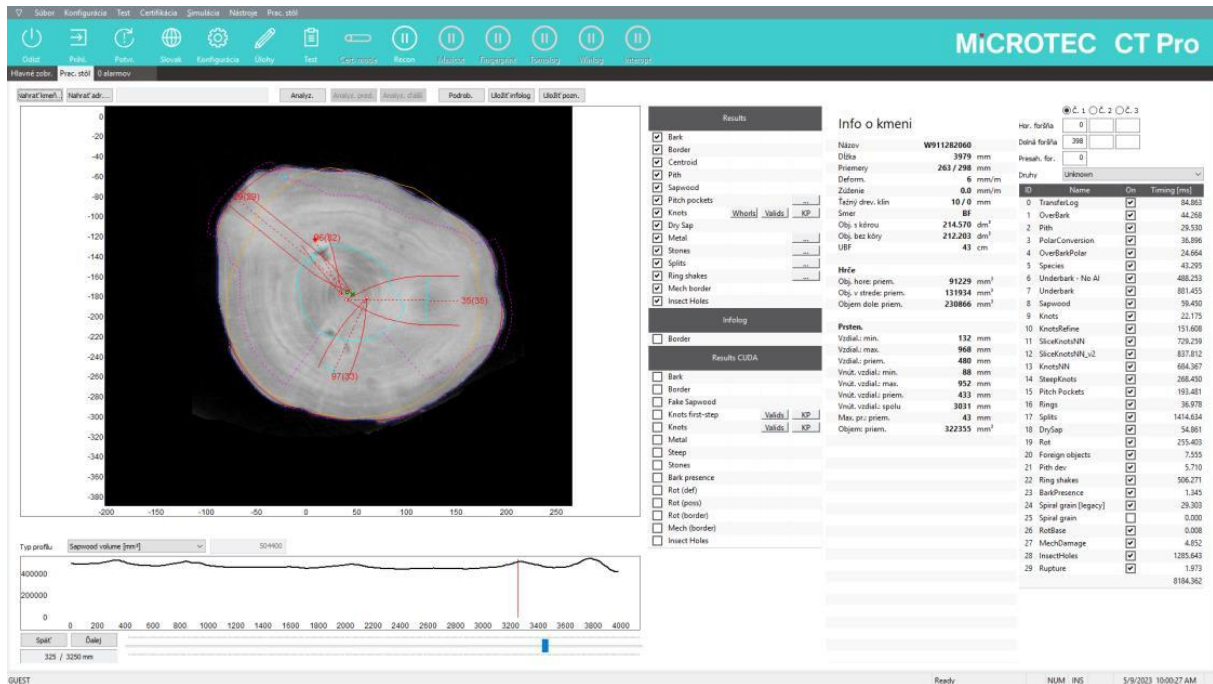 Súbor Konfigurácia Test Certifikácia Simulácia Nástroje Prac. stôl
MiCROTEC CT Pro
Odist Prihl. Potvr. Slovak Konfigurácia Úlohy Test Cert. mode Recon Maxicut Fingerprint Tomolog Winlog Interopt
Hlavné zobr. Prac. stôl 0 alarmov
Nahrať kmeň... Nahrať adr.... Analyz. Analyz. pred. Analyz. ďalší Podrob. Uložiť infolog Uložiť pozn.
0
-20
-40
-60
-80
-100
-120
-140
-160
-180
-200
-220
-240
-260
-280
-300
-320
-340
-360
-380
-200 -150 -100 -50 0 50 100 150 200 250
96(82)
35(35)
97(33)
Results
Bark
Border
Centroid
Pith
Sapwood
Pitch pockets ...
Knots Whorls Valids KP
Dry Sap
Metal ...
Stones ...
Splits ...
Ring shakes ...
Mech border
Insect Holes
Infolog
Border
Results CUDA
Bark
Border
Fake Sapwood
Knots first-step Valids KP
Knots Valids KP
Metal
Steep
Stones
Bark presence
Rot (def)
Rot (poss)
Rot (border)
Mech (border)
Insect Holes
Info o kmeni
Názov W911282060
Dĺžka 3979 mm
Priemery 263 / 298 mm
Deform. 6 mm/m
Zúženie 0.0 mm/m
Ťažný drev. klin 10 / 0 mm
Smer BF
Obj. s kôrou 214.570 dm³
Obj. bez kôry 212.203 dm³
UBF 43 cm
Hrče
Obj. hore: priem. 91229 mm³
Obj. v strede: priem. 131934 mm³
Objem dole: priem. 230866 mm³
Prsten.
Vzdial.: min. 132 mm
Vzdial.: max. 968 mm
Vzdial.: priem. 480 mm
Vnút. vzdial.: min. 88 mm
Vnút. vzdial.: max. 952 mm
Vnút. vzdial.: priem. 433 mm
Vnút. vzdial.: spolu 3031 mm
Max. pr.: priem. 43 mm
Objem: priem. 322355 mm³
Č. 1 Č. 2 Č. 3
Hor. foršňa 0
Dolná foršňa 398
Presah. for. 0
Druhy Unknown
ID Name On Timing [ms]
0 TransferLog 84.863
1 OverBark 44.268
2 Pith 29.530
3 PolarConversion 36.896
4 OverBarkPolar 24.664
5 Species 43.295
6 Underbark - No AI 488.253
7 Underbark 881.455
8 Sapwood 59.450
9 Knots 22.175
10 KnotsRefine 151.608
11 SliceKnotsNN 729.259
12 SliceKnotsNN_v2 837.812
13 KnotsNN 684.367
14 SteepKnots 268.450
15 Pitch Pockets 193.481
16 Rings 36.978
17 Splits 1414.634
18 DrySap 54.861
19 Rot 255.403
20 Foreign objects 7.555
21 Pith dev 5.710
22 Ring shakes 506.271
23 BarkPresence 1.345
24 Spiral grain [legacy] 29.303
25 Spiral grain 0.000
26 RotBase 0.008
27 MechDamage 4.852
28 InsectHoles 1285.643
29 Rupture 1.973
8184.362
Typ profilu Sapwood volume [mm³] 504400
400000
200000
0
0 200 400 600 800 1000 1200 1400 1600 1800 2000 2200 2400 2600 2800 3000 3200 3400 3600 3800 4000
Späť Ďalej
325 / 3250 mm
GUEST Ready NUM INS 5/9/2023 10:00:27 AM